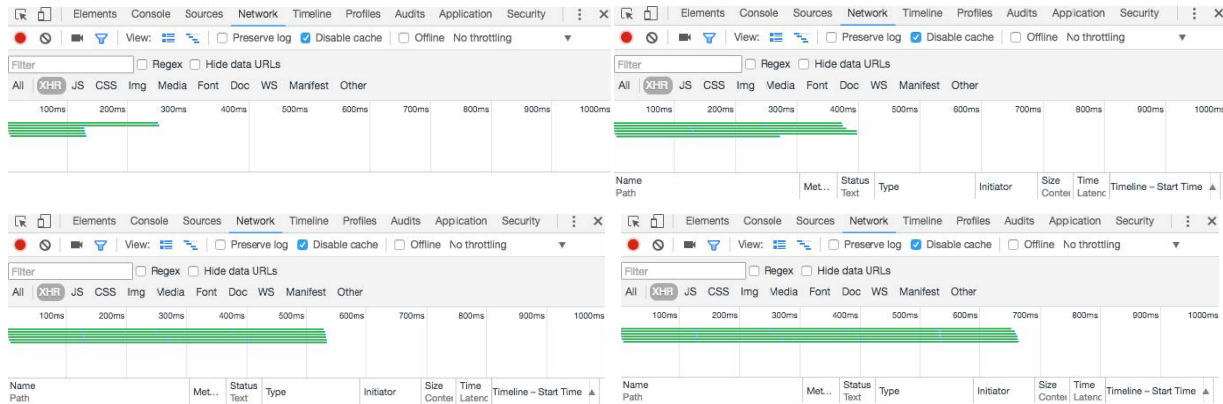 Elements Console Sources Network Timeline Profiles Audits Application Security
View: Preserve log Disable cache Offline No throttling
Filter Regex Hide data URLs
All XHR JS CSS Img Media Font Doc WS Manifest Other
100ms 200ms 300ms 400ms 500ms 600ms 700ms 800ms 900ms 1000ms
Elements Console Sources Network Timeline Profiles Audits Application Security
View: Preserve log Disable cache Offline No throttling
Filter Regex Hide data URLs
All XHR JS CSS Img Media Font Doc WS Manifest Other
100ms 200ms 300ms 400ms 500ms 600ms 700ms 800ms 900ms 1000m
Name Met... Status Type Initiator Size Time Timeline – Start Time
Path Text Conter Latenc
Elements Console Sources Network Timeline Profiles Audits Application Security
View: Preserve log Disable cache Offline No throttling
Filter Regex Hide data URLs
All XHR JS CSS Img Media Font Doc WS Manifest Other
100ms 200ms 300ms 400ms 500ms 600ms 700ms 800ms 900ms 1000ms
Name Met... Status Type Initiator Size Time Timeline – Start Time
Path Text Conter Latenc
Elements Console Sources Network Timeline Profiles Audits Application Security
View: Preserve log Disable cache Offline No throttling
Filter Regex Hide data URLs
All XHR JS CSS Img Media Font Doc WS Manifest Other
100ms 200ms 300ms 400ms 500ms 600ms 700ms 800ms 900ms 1000ms
Name Met... Status Type Initiator Size Time Timeline – Start Time
Path Text Conter Latenc